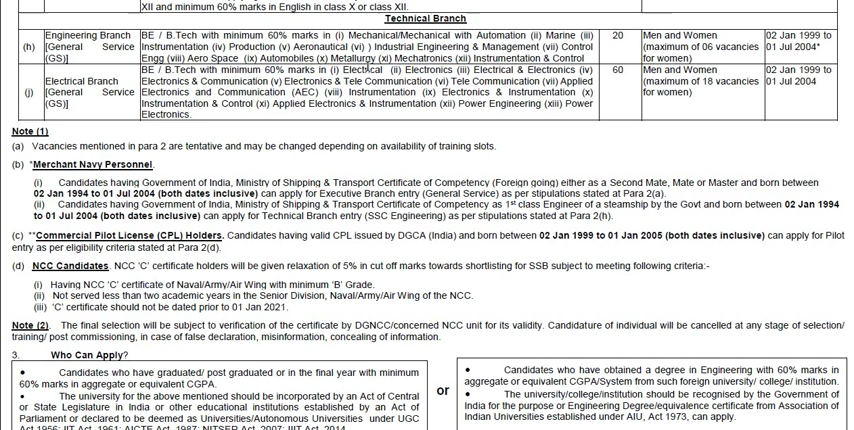 XII and minimum 60% marks in English in class X or class XII.
Technical Branch
(h)
Engineering Branch
[General Service
(GS)]
BE / B.Tech with minimum 60% marks in (i) Mechanical/Mechanical with Automation (ii) Marine (iii)
Instrumentation (iv) Production (v) Aeronautical (vi) ) Industrial Engineering & Management (vii) Control
Engg (viii) Aero Space (ix) Automobiles (x) Metallurgy (xi) Mechatronics (xii) Instrumentation & Control
20
Men and Women
(maximum of 06 vacancies
for women)
02 Jan 1999 to
01 Jul 2004*
(j)
Electrical Branch
[General Service
(GS)]
BE / B.Tech with minimum 60% marks in (i) Electrical (ii) Electronics (iii) Electrical & Electronics (iv)
Electronics & Communication (v) Electronics & Tele Communication (vi) Tele Communication (vii) Applied
Electronics and Communication (AEC) (viii) Instrumentation (ix) Electronics & Instrumentation (x)
Instrumentation & Control (xi) Applied Electronics & Instrumentation (xii) Power Engineering (xiii) Power
Electronics.
60
Men and Women
(maximum of 18 vacancies
for women)
02 Jan 1999 to
01 Jul 2004
Note (1)
(a) Vacancies mentioned in para 2 are tentative and may be changed depending on availability of training slots.
(b) *Merchant Navy Personnel.
(i) Candidates having Government of India, Ministry of Shipping & Transport Certificate of Competency (Foreign going) either as a Second Mate, Mate or Master and born between
02 Jan 1994 to 01 Jul 2004 (both dates inclusive) can apply for Executive Branch entry (General Service) as per stipulations stated at Para 2(a).
(ii) Candidates having Government of India, Ministry of Shipping & Transport Certificate of Competency as 1st class Engineer of a steamship by the Govt and born between 02 Jan 1994
to 01 Jul 2004 (both dates inclusive) can apply for Technical Branch entry (SSC Engineering) as per stipulations stated at Para 2(h).
(c) **Commercial Pilot License (CPL) Holders. Candidates having valid CPL issued by DGCA (India) and born between 02 Jan 1999 to 01 Jan 2005 (both dates inclusive) can apply for Pilot
entry as per eligibility criteria stated at Para 2(d).
(d) NCC Candidates. NCC 'C' certificate holders will be given relaxation of 5% in cut off marks towards shortlisting for SSB subject to meeting following criteria:-
(i) Having NCC 'C' certificate of Naval/Army/Air Wing with minimum 'B' Grade.
(ii) Not served less than two academic years in the Senior Division, Naval/Army/Air Wing of the NCC.
(iii) 'C' certificate should not be dated prior to 01 Jan 2021.
Note (2). The final selection will be subject to verification of the certificate by DGNCC/concerned NCC unit for its validity. Candidature of individual will be cancelled at any stage of selection/
training/ post commissioning, in case of false declaration, misinformation, concealing of information.
3. Who Can Apply?
• Candidates who have graduated/ post graduated or in the final year with minimum
60% marks in aggregate or equivalent CGPA.
• The university for the above mentioned should be incorporated by an Act of Central
or State Legislature in India or other educational institutions established by an Act of
Parliament or declared to be deemed as Universities/Autonomous Universities under UGC
Act 1956; IIT Act, 1961; AICTE Act, 1987; NITSER Act, 2007; IIIT Act, 2014
or
• Candidates who have obtained a degree in Engineering with 60% marks in
aggregate or equivalent CGPA/System from such foreign university/ college/ institution.
• The university/college/institution should be recognised by the Government of
India for the purpose or Engineering Degree/equivalence certificate from Association of
Indian Universities established under AIU, Act 1973, can apply.